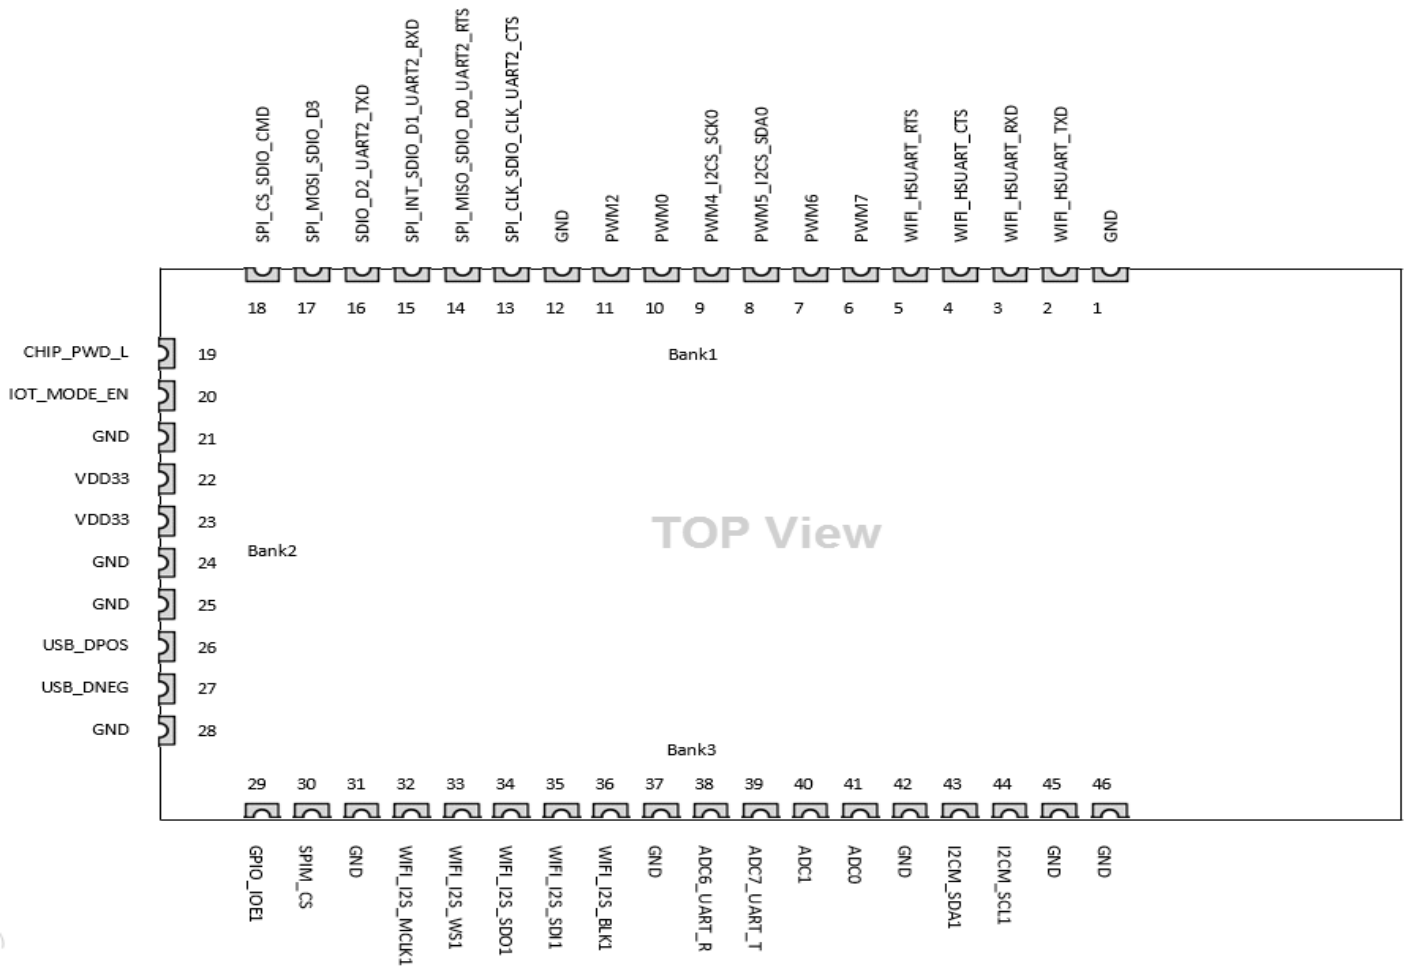 SPI_CS_SDIO_CMD
SPI_MOSI_SDIO_D3
SDIO_D2_UART2_TXD
SPI_INT_SDIO_D1_UART2_RXD
SPI_MISO_SDIO_D0_UART2_RTS
SPI_CLK_SDIO_CLK_UART2_CTS
GND
PWM2
PWM0
PWM4_I2CS_SCK0
PWM5_I2CS_SDA0
PWM6
PWM7
WIFI_HSUART_RTS
WIFI_HSUART_CTS
WIFI_HSUART_RXD
WIFI_HSUART_TXD
GND
18 17 16 15 14 13 12 11 10 9 8 7 6 5 4 3 2 1
Bank1
CHIP_PWD_L 19
IOT_MODE_EN 20
GND 21
VDD33 22
VDD33 23
GND 24
GND 25
USB_DPOS 26
USB_DNEG 27
GND 28
Bank2
TOP View
Bank3
29 30 31 32 33 34 35 36 37 38 39 40 41 42 43 44 45 46
GPIO_IOE1
SPIM_CS
GND
WIFI_I2S_MCLK1
WIFI_I2S_WS1
WIFI_I2S_SDO1
WIFI_I2S_SDI1
WIFI_I2S_BLK1
GND
ADC6_UART_R
ADC7_UART_T
ADC1
ADC0
GND
I2CM_SDA1
I2CM_SCL1
GND
GND